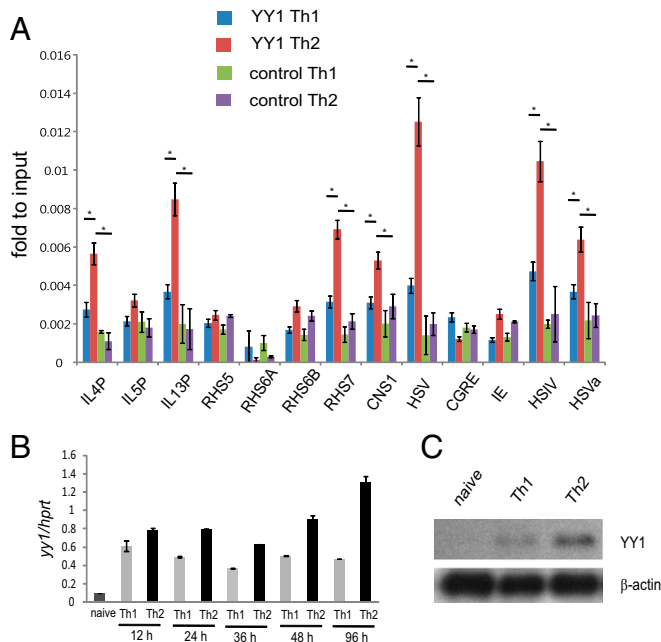 A
YY1 Th1
YY1 Th2
control Th1
control Th2
fold to input
0.016
0.014
0.012
0.01
0.008
0.006
0.004
0.002
0
* * * * * * * * * * * * * *
IL4P IL5P IL13P RHS5 RHS6A RHS6B RHS7 CNS1 HSV CGRE IE HSIV HSVa
B
yy1/hprt
1.6
1.4
1.2
1
0.8
0.6
0.4
0.2
0
naive Th1 Th2 Th1 Th2 Th1 Th2 Th1 Th2 Th1 Th2
12 h 24 h 36 h 48 h 96 h
C
naive Th1 Th2
YY1
β-actin